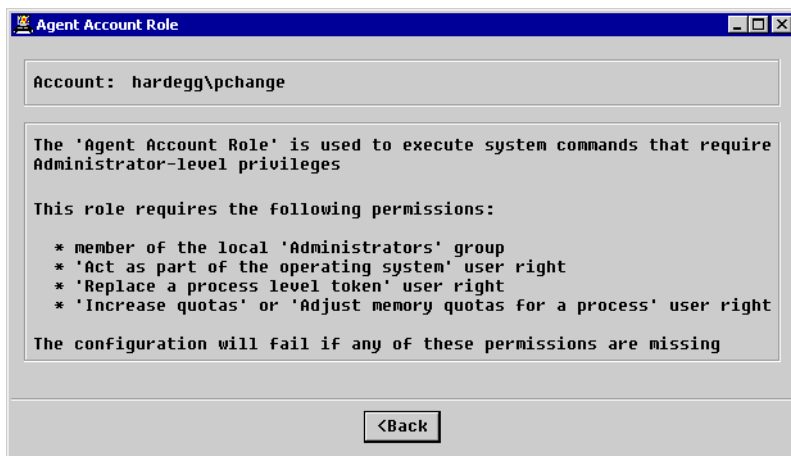 Agent Account Role
Account: hardegg\pchange
The 'Agent Account Role' is used to execute system commands that require
Administrator-level privileges
This role requires the following permissions:
* member of the local 'Administrators' group
* 'Act as part of the operating system' user right
* 'Replace a process level token' user right
* 'Increase quotas' or 'Adjust memory quotas for a process' user right
The configuration will fail if any of these permissions are missing
<Back